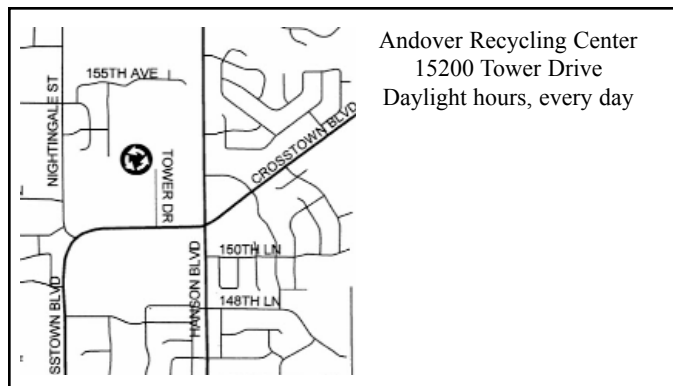 Andover Recycling Center
15200 Tower Drive
Daylight hours, every day
155TH AVE
NIGHTINGALE ST
TOWER DR
CROSSTOWN BLVD
HANSON BLVD
150TH LN
148TH LN
SSTOWN BLVD